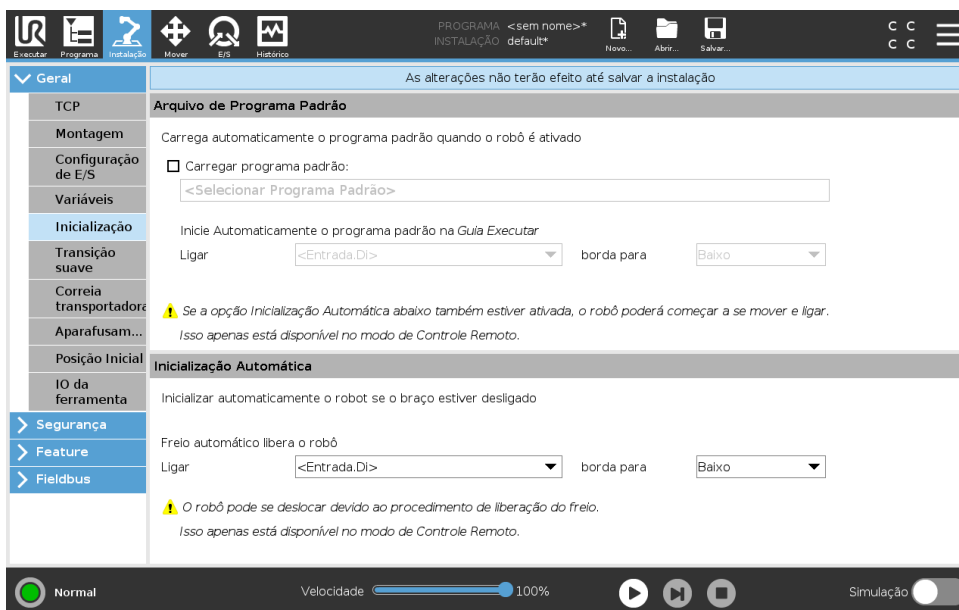 UR
PROGRAMA <sem nome>*
INSTALAÇÃO default*
Executar Programa Instalação Mover E/S Histórico Novo... Abrir... Salvar...
C C
C C
Geral
TCP
Montagem
Configuração
de E/S
Variáveis
Inicialização
Transição
suave
Correia
transportadora
Aparafusam...
Posição Inicial
IO da
ferramenta
Segurança
Feature
Fieldbus
As alterações não terão efeito até salvar a instalação
Arquivo de Programa Padrão
Carrega automaticamente o programa padrão quando o robô é ativado
Carregar programa padrão:
<Selecionar Programa Padrão>
Inicie Automaticamente o programa padrão na Guia Executar
Ligar <Entrada.Di> borda para Baixo
Se a opção Inicialização Automática abaixo também estiver ativada, o robô poderá começar a se mover e ligar.
Isso apenas está disponível no modo de Controle Remoto.
Inicialização Automática
Inicializar automaticamente o robot se o braço estiver desligado
Freio automático libera o robô
Ligar <Entrada.Di> borda para Baixo
O robô pode se deslocar devido ao procedimento de liberação do freio.
Isso apenas está disponível no modo de Controle Remoto.
Normal Velocidade 100% Simulação